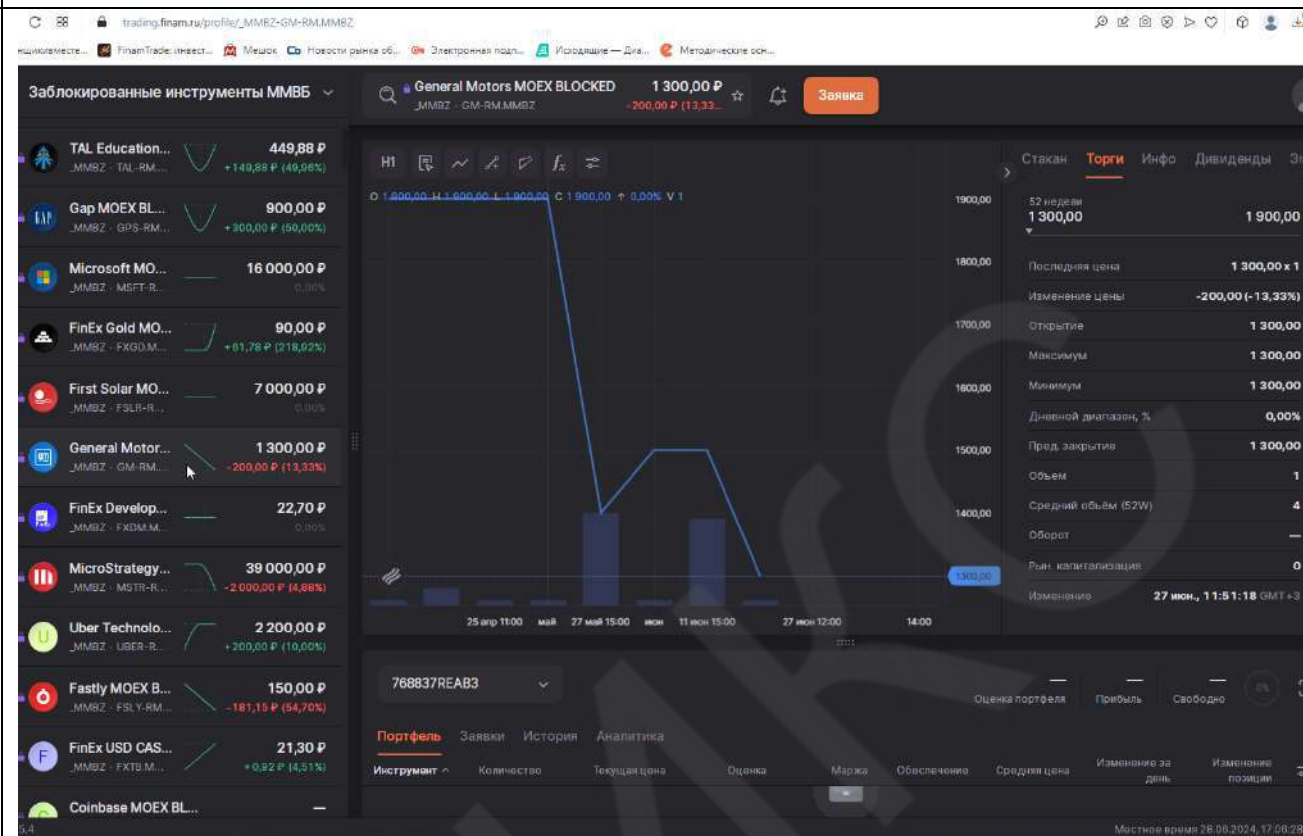 trading.finam.ru/profile/_MMBZ-GM-RM.MMBZ
FinamTrade: инвест... Мешок Новости рынка об... Электронная подп... Исходящие — Диа... Методические осн...
Заблокированные инструменты ММВБ
General Motors MOEX BLOCKED 1 300,00 ₽
_MMBZ · GM-RM.MMBZ -200,00 ₽ (13,33...
Заявка
TAL Education... 449,88 ₽
_MMBZ · TAL-RM... +149,88 ₽ (49,96%)
Gap MOEX BL... 900,00 ₽
_MMBZ · GPS-RM... +300,00 ₽ (50,00%)
Microsoft MO... 16 000,00 ₽
_MMBZ · MSFT-R... 0,00%
FinEx Gold MO... 90,00 ₽
_MMBZ · FXGD.M... +61,78 ₽ (218,92%)
First Solar MO... 7 000,00 ₽
_MMBZ · FSLR-R... 0,00%
General Motor... 1 300,00 ₽
_MMBZ · GM-RM... -200,00 ₽ (13,33%)
FinEx Develop... 22,70 ₽
_MMBZ · FXDM.M... 0,00%
MicroStrategy... 39 000,00 ₽
_MMBZ · MSTR-R... -2 000,00 ₽ (4,88%)
Uber Technolo... 2 200,00 ₽
_MMBZ · UBER-R... +200,00 ₽ (10,00%)
Fastly MOEX B... 150,00 ₽
_MMBZ · FSLY-RM... -181,15 ₽ (54,70%)
FinEx USD CAS... 21,30 ₽
_MMBZ · FXTB.M... +0,92 ₽ (4,51%)
Coinbase MOEX BL... —
H1
O 1 900,00 H 1 900,00 L 1 900,00 C 1 900,00 0,00% V 1
1900,00
1800,00
1700,00
1600,00
1500,00
1400,00
1300,00
25 апр 11:00 май 27 май 15:00 июн 11 июн 15:00 27 июн 12:00 14:00
Стакан Торги Инфо Дивиденды
52 недели
1 300,00 1 900,00
Последняя цена 1 300,00 x 1
Изменение цены -200,00 (-13,33%)
Открытие 1 300,00
Максимум 1 300,00
Минимум 1 300,00
Дневной диапазон, % 0,00%
Пред. закрытие 1 300,00
Объем 1
Средний объём (52W) 4
Оборот —
Рын. капитализация 0
Изменение 27 июн., 11:51:18 GMT+3
768837REAB3
Оценка портфеля Прибыль Свободно 0%
Портфель Заявки История Аналитика
Инструмент Количество Текущая цена Оценка Маржа Обеспечение Средняя цена Изменение за день Изменение позиции
5.4
Местное время 28.06.2024, 17:06:28